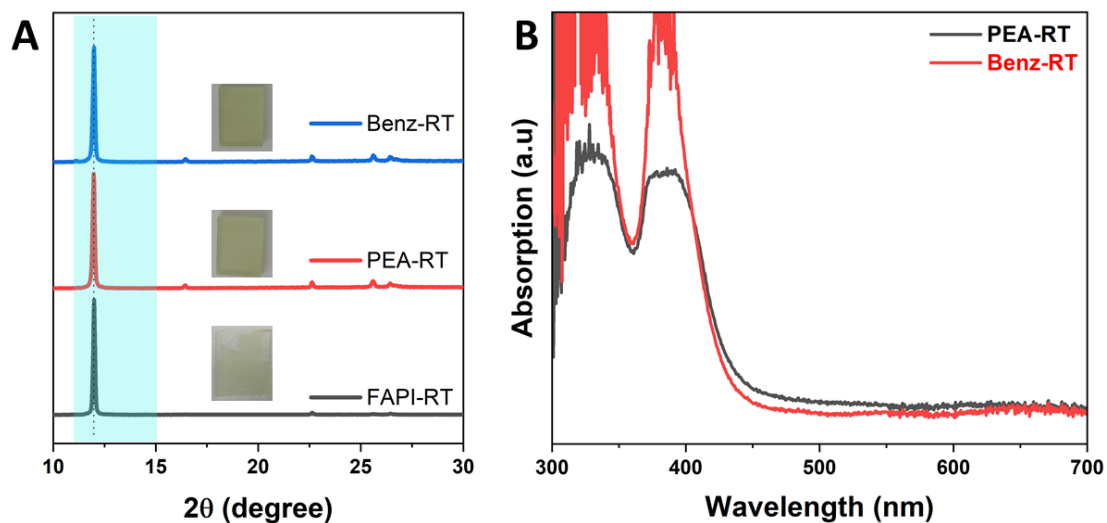 A
Benz-RT
PEA-RT
FAPI-RT
10 15 20 25 30
2θ (degree)
B
PEA-RT
Benz-RT
Absorption (a.u)
300 400 500 600 700
Wavelength (nm)